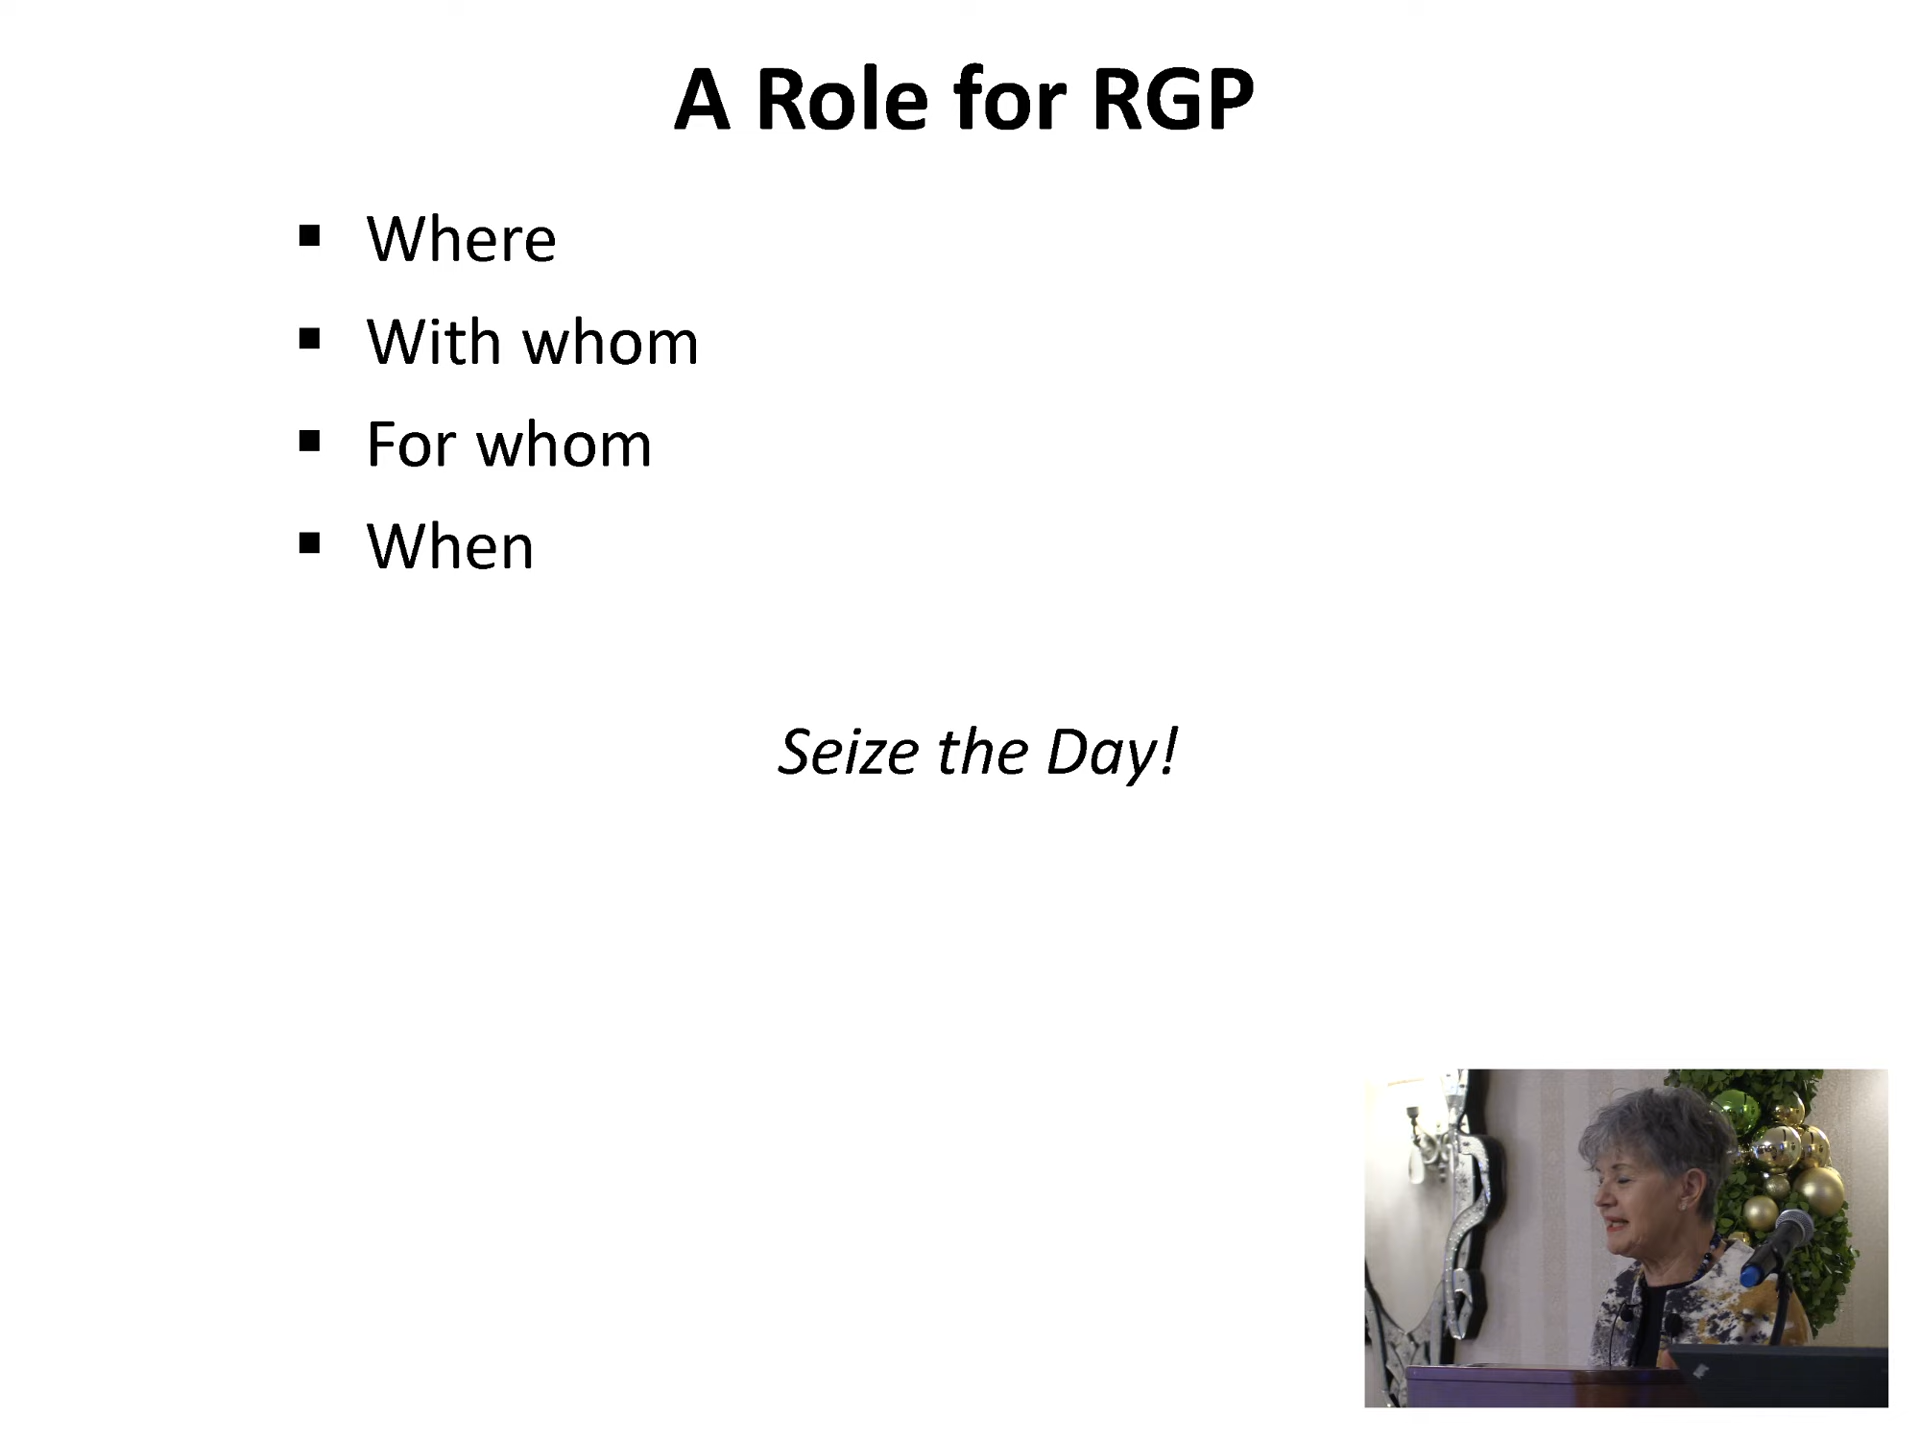 A Role for RGP
▪ Where
▪ With whom
▪ For whom
▪ When
Seize the Day!